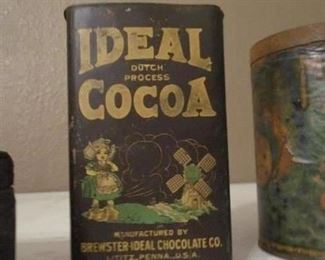 IDEAL
DUTCH
PROCESS
COCOA
MANUFACTURED BY
BREWSTER-IDEAL CHOCOLATE CO.
LITITZ, PENNA., U.S.A.